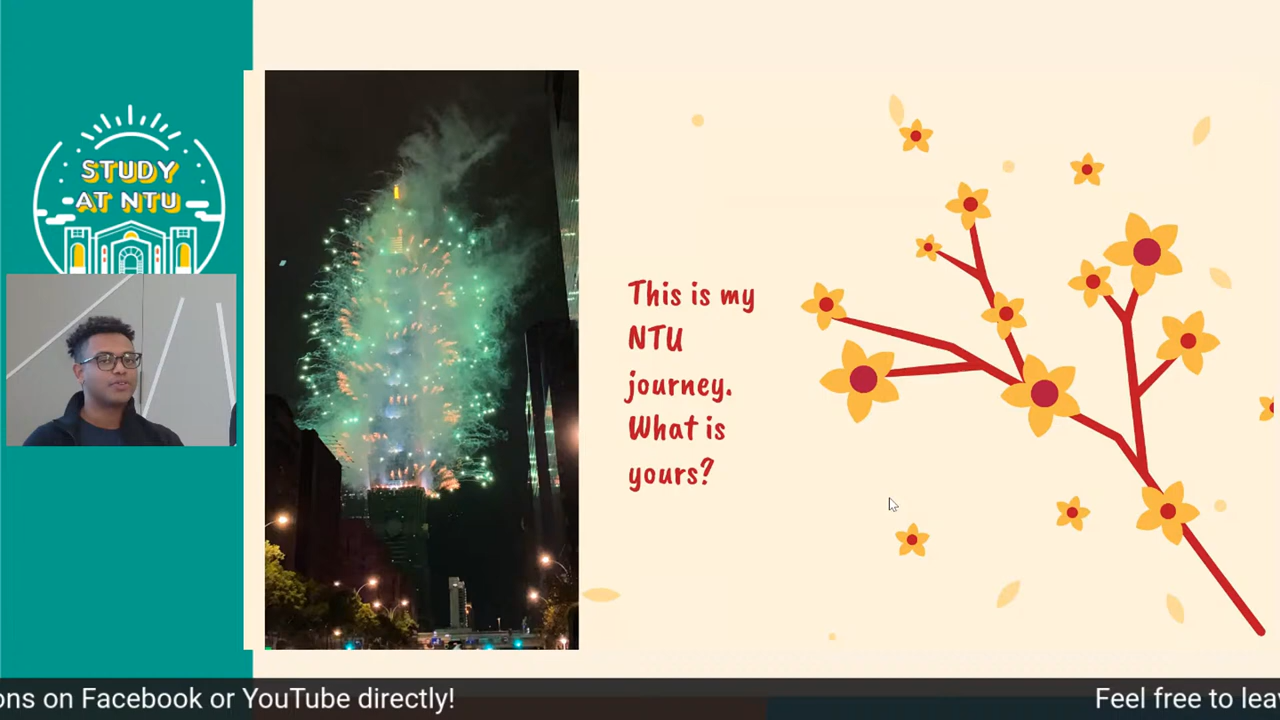 STUDY
AT NTU
This is my
NTU
journey.
What is
yours?
ons on Facebook or YouTube directly!
Feel free to lea